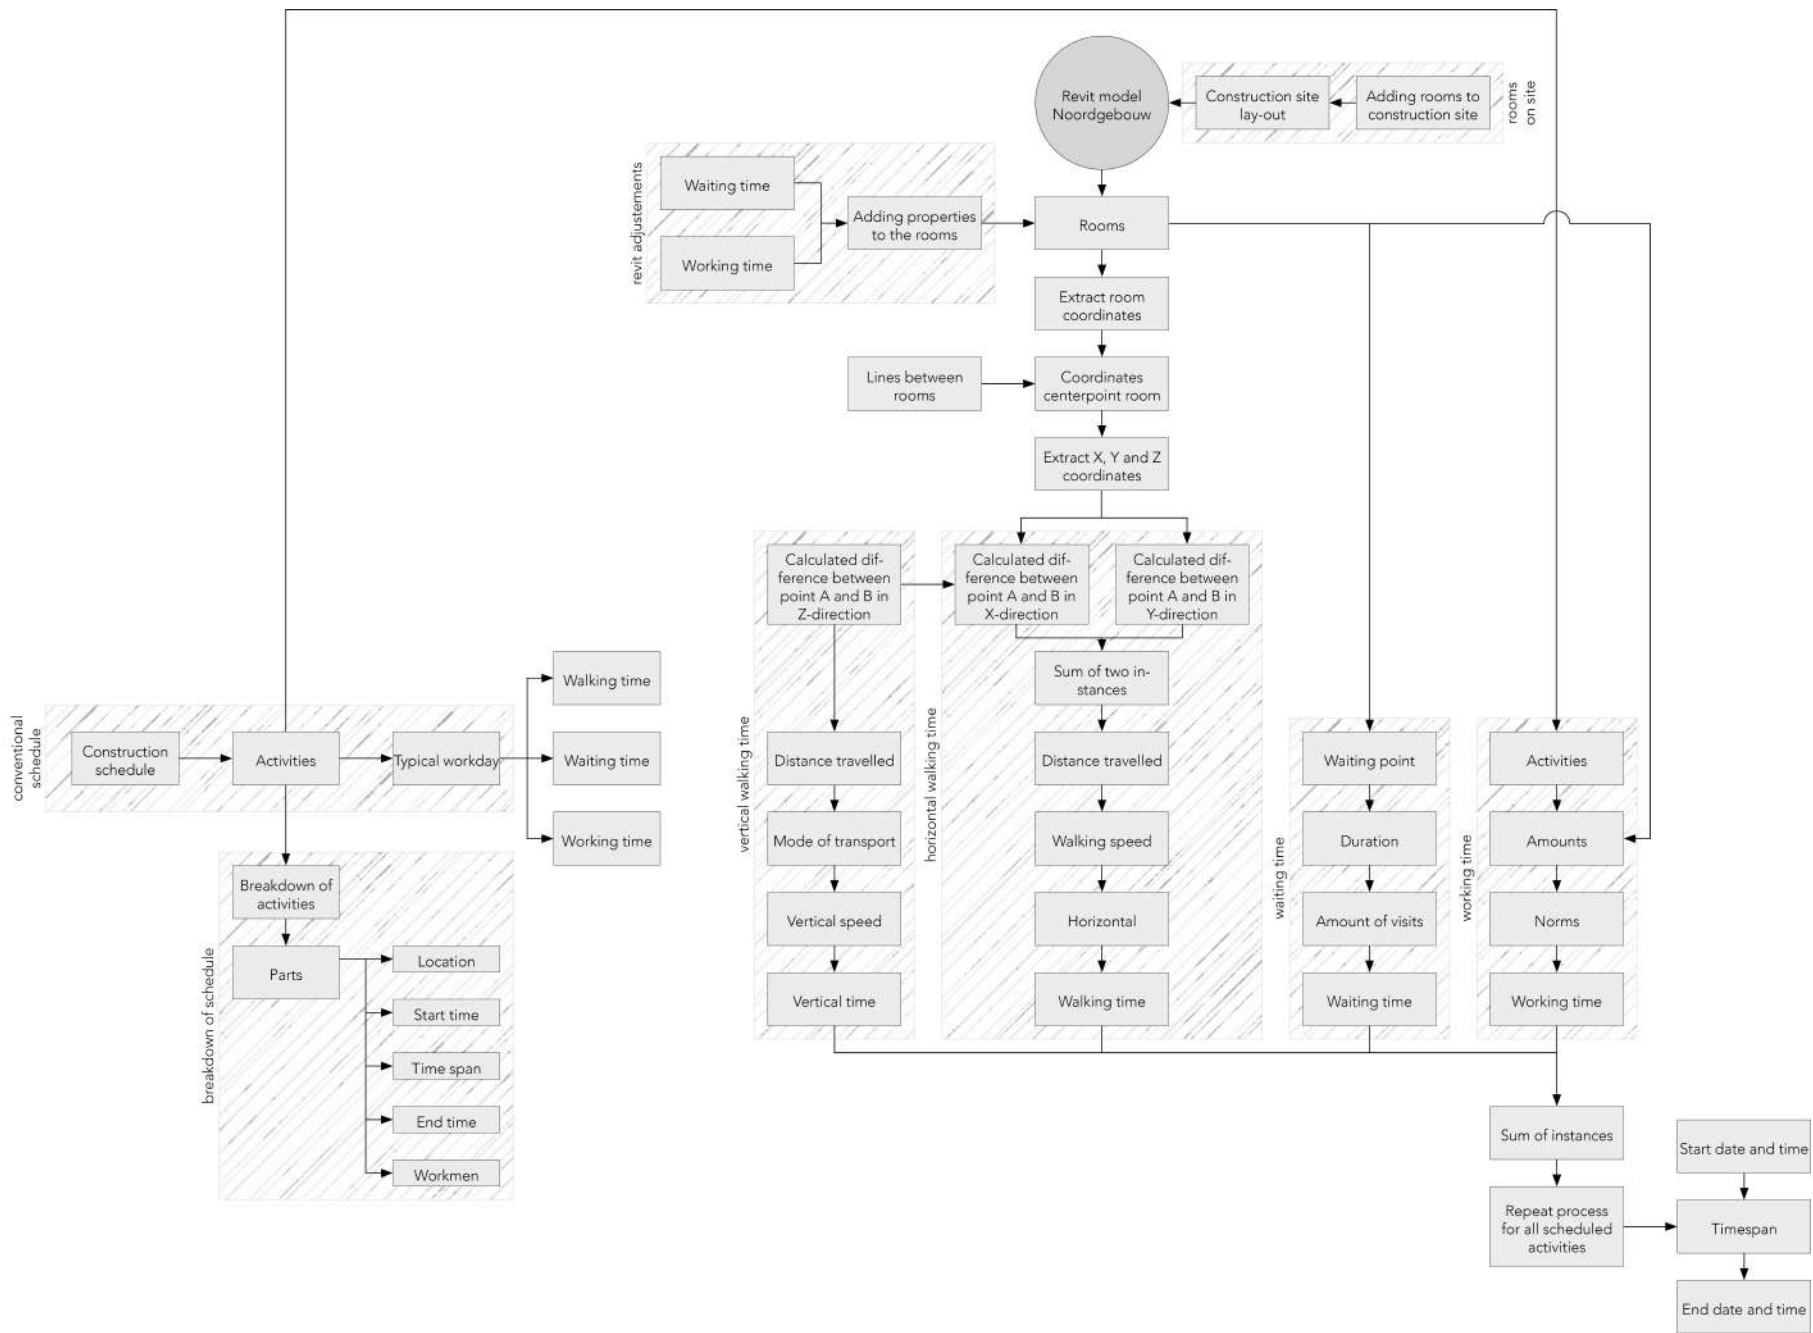 Revit model
Noordgebouw
Construction site
lay-out
Adding rooms to
construction site
rooms
on site
revit adjustements
Waiting time
Working time
Adding properties
to the rooms
Rooms
Extract room
coordinates
Lines between
rooms
Coordinates
centerpoint room
Extract X, Y and Z
coordinates
vertical walking time
Calculated dif-
ference between
point A and B in
Z-direction
Distance travelled
Mode of transport
Vertical speed
Vertical time
horizontal walking time
Calculated dif-
ference between
point A and B in
X-direction
Calculated dif-
ference between
point A and B in
Y-direction
Sum of two in-
stances
Distance travelled
Walking speed
Horizontal
Walking time
waiting time
Waiting point
Duration
Amount of visits
Waiting time
working time
Activities
Amounts
Norms
Working time
conventional
schedule
Construction
schedule
Activities
Typical workday
Walking time
Waiting time
Working time
breakdown of schedule
Breakdown of
activities
Parts
Location
Start time
Time span
End time
Workmen
Sum of instances
Repeat process
for all scheduled
activities
Start date and time
Timespan
End date and time